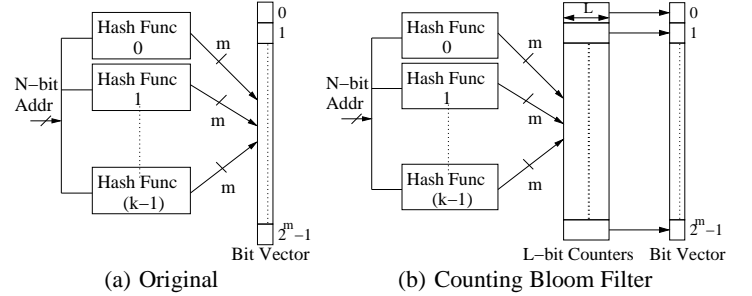 Hash Func
0
m
N−bit
Addr
Hash Func
1
m
Hash Func
(k−1)
m
0
1
2^m−1
Bit Vector
(a) Original
Hash Func
0
m
N−bit
Addr
Hash Func
1
m
Hash Func
(k−1)
m
L
0
1
2^m−1
L-bit Counters
Bit Vector
(b) Counting Bloom Filter